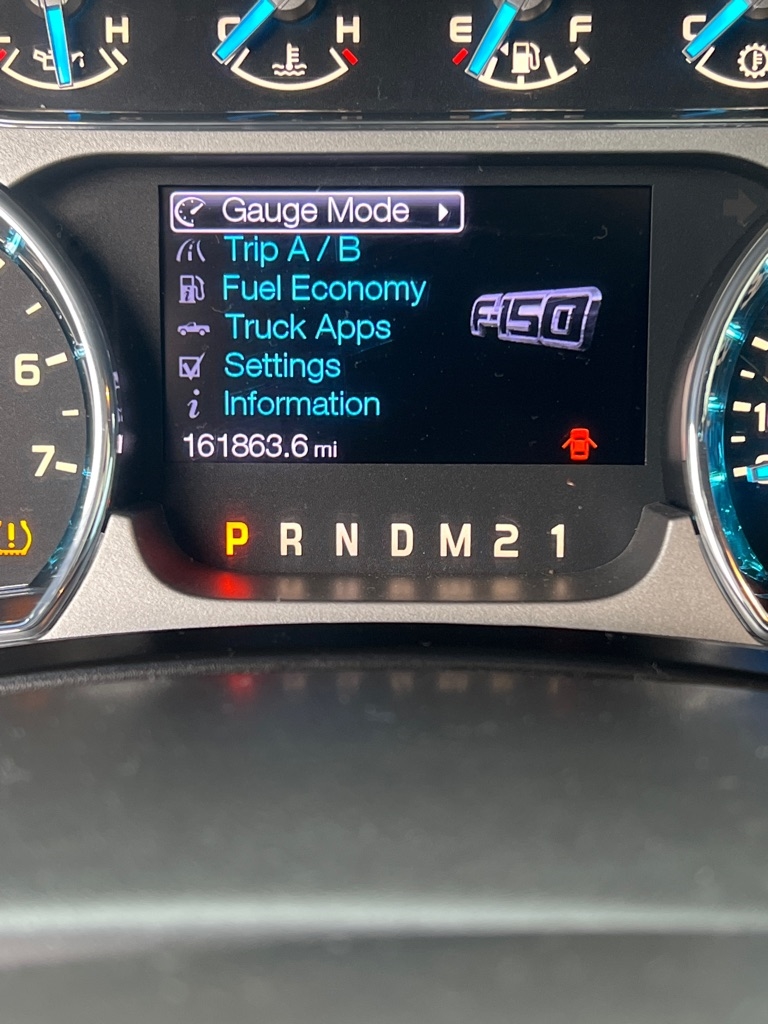 L H C H E F C
Gauge Mode
Trip A / B
Fuel Economy
F-150
Truck Apps
Settings
Information
161863.6 mi
6
7
P R N D M 2 1